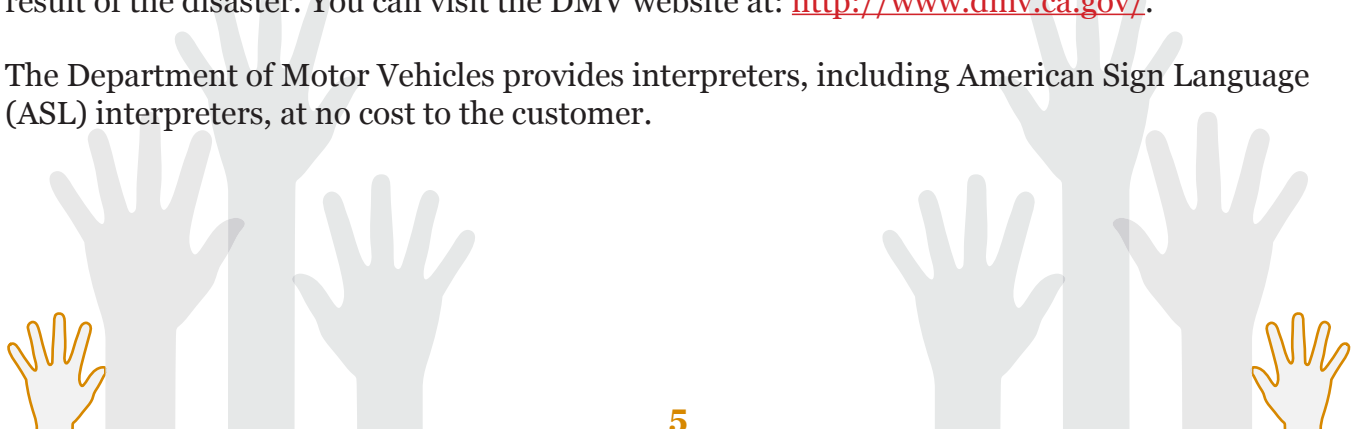 result of the disaster. You can visit the DMV website at: http://www.dmv.ca.gov/.
The Department of Motor Vehicles provides interpreters, including American Sign Language
(ASL) interpreters, at no cost to the customer.
5